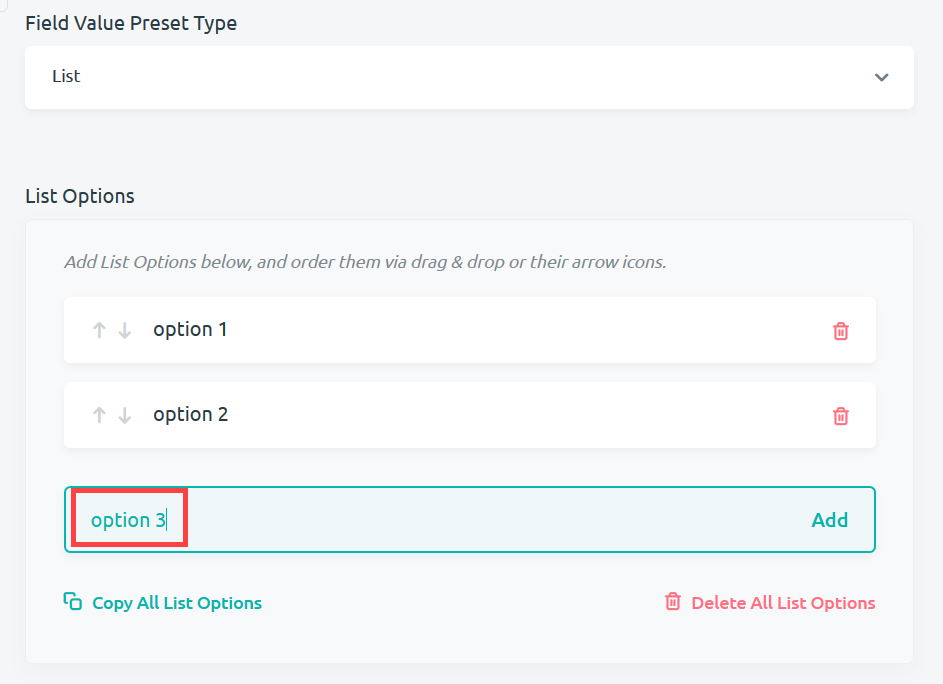 Field Value Preset Type
List
List Options
Add List Options below, and order them via drag & drop or their arrow icons.
option 1
option 2
option 3 Add
Copy All List Options Delete All List Options